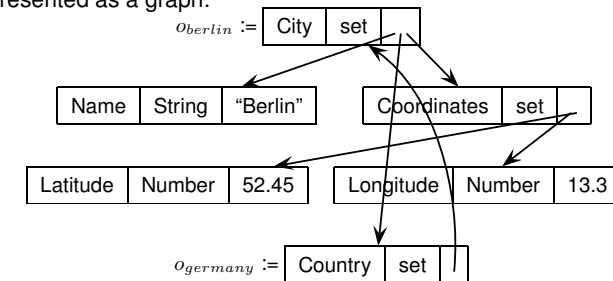 resented as a graph.
o_berlin := City set
Name String “Berlin” Coordinates set
Latitude Number 52.45 Longitude Number 13.3
o_germany := Country set